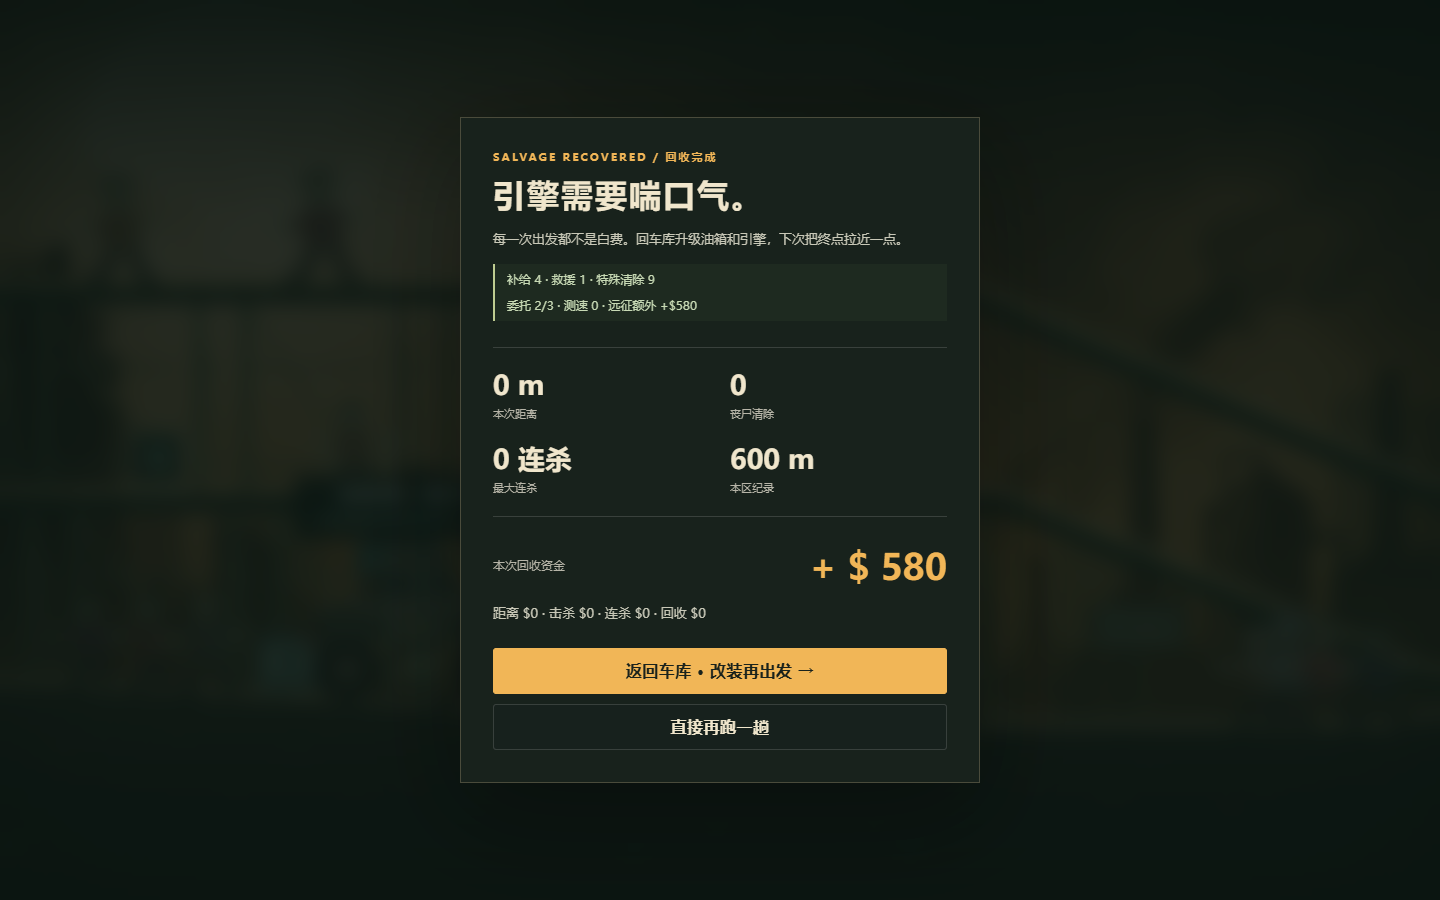 SALVAGE RECOVERED / 回收完成
引擎需要喘口气。
每一次出发都不是白费。回车库升级油箱和引擎，下次把终点拉近一点。
补给 4 · 救援 1 · 特殊清除 9
委托 2/3 · 测速 0 · 远征额外 +$580
0 m
本次距离
0
丧尸清除
0 连杀
最大连杀
600 m
本区纪录
本次回收资金
+ $ 580
距离 $0 · 击杀 $0 · 连杀 $0 · 回收 $0
返回车库 • 改装再出发 →
直接再跑一趟